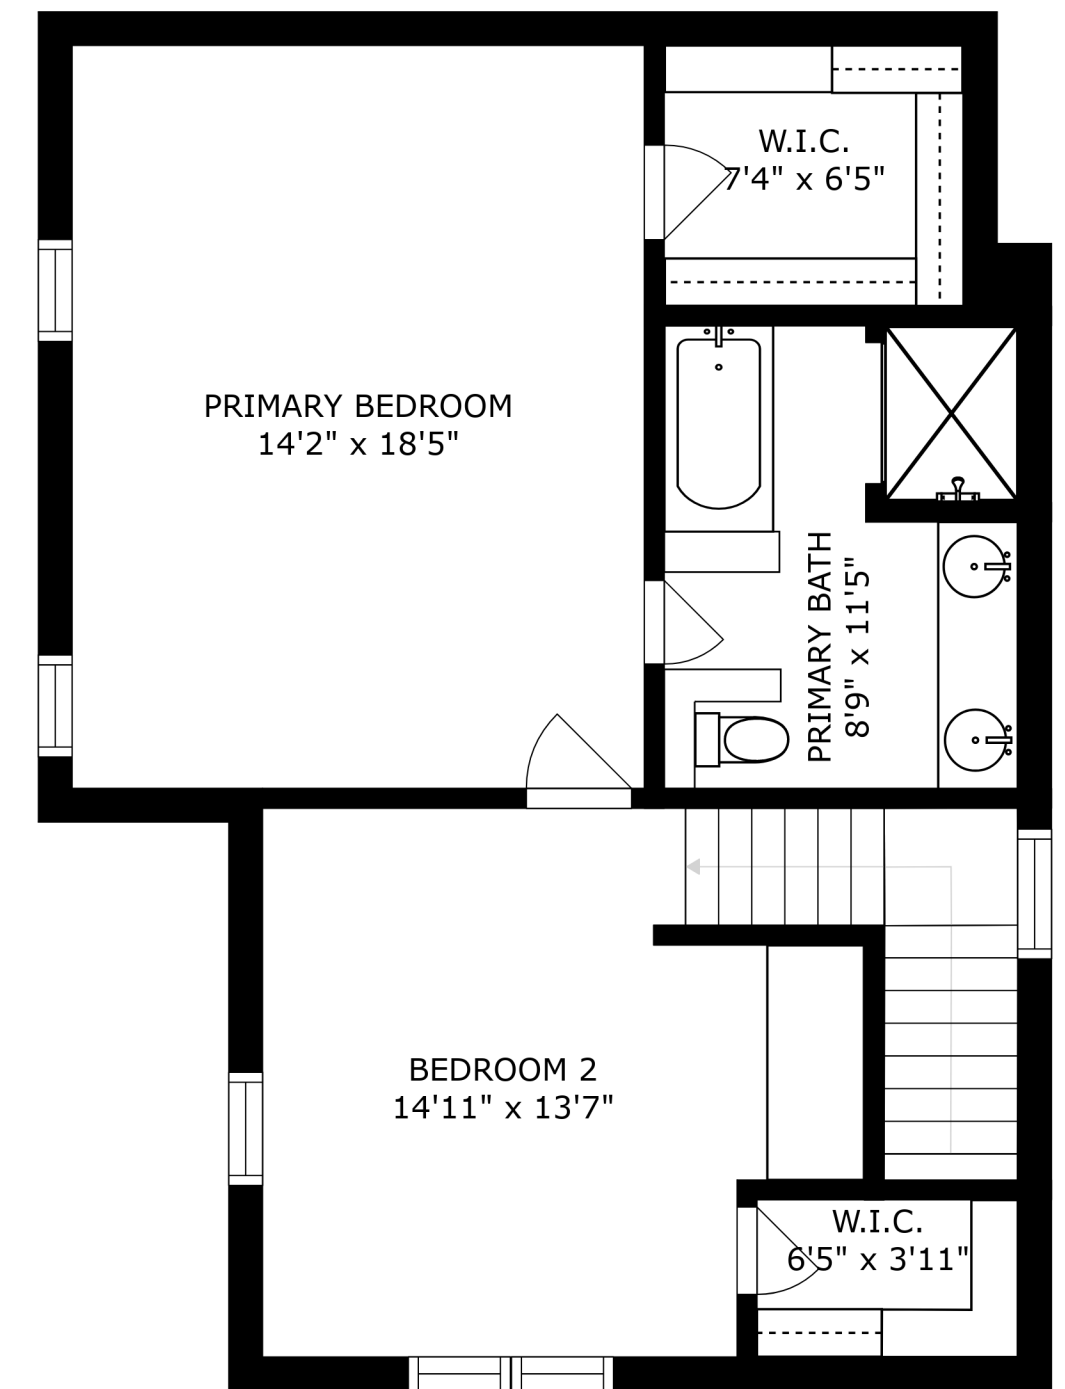 W.I.C.
7'4" x 6'5"
PRIMARY BEDROOM
14'2" x 18'5"
PRIMARY BATH
8'9" x 11'5"
BEDROOM 2
14'11" x 13'7"
W.I.C.
6'5" x 3'11"